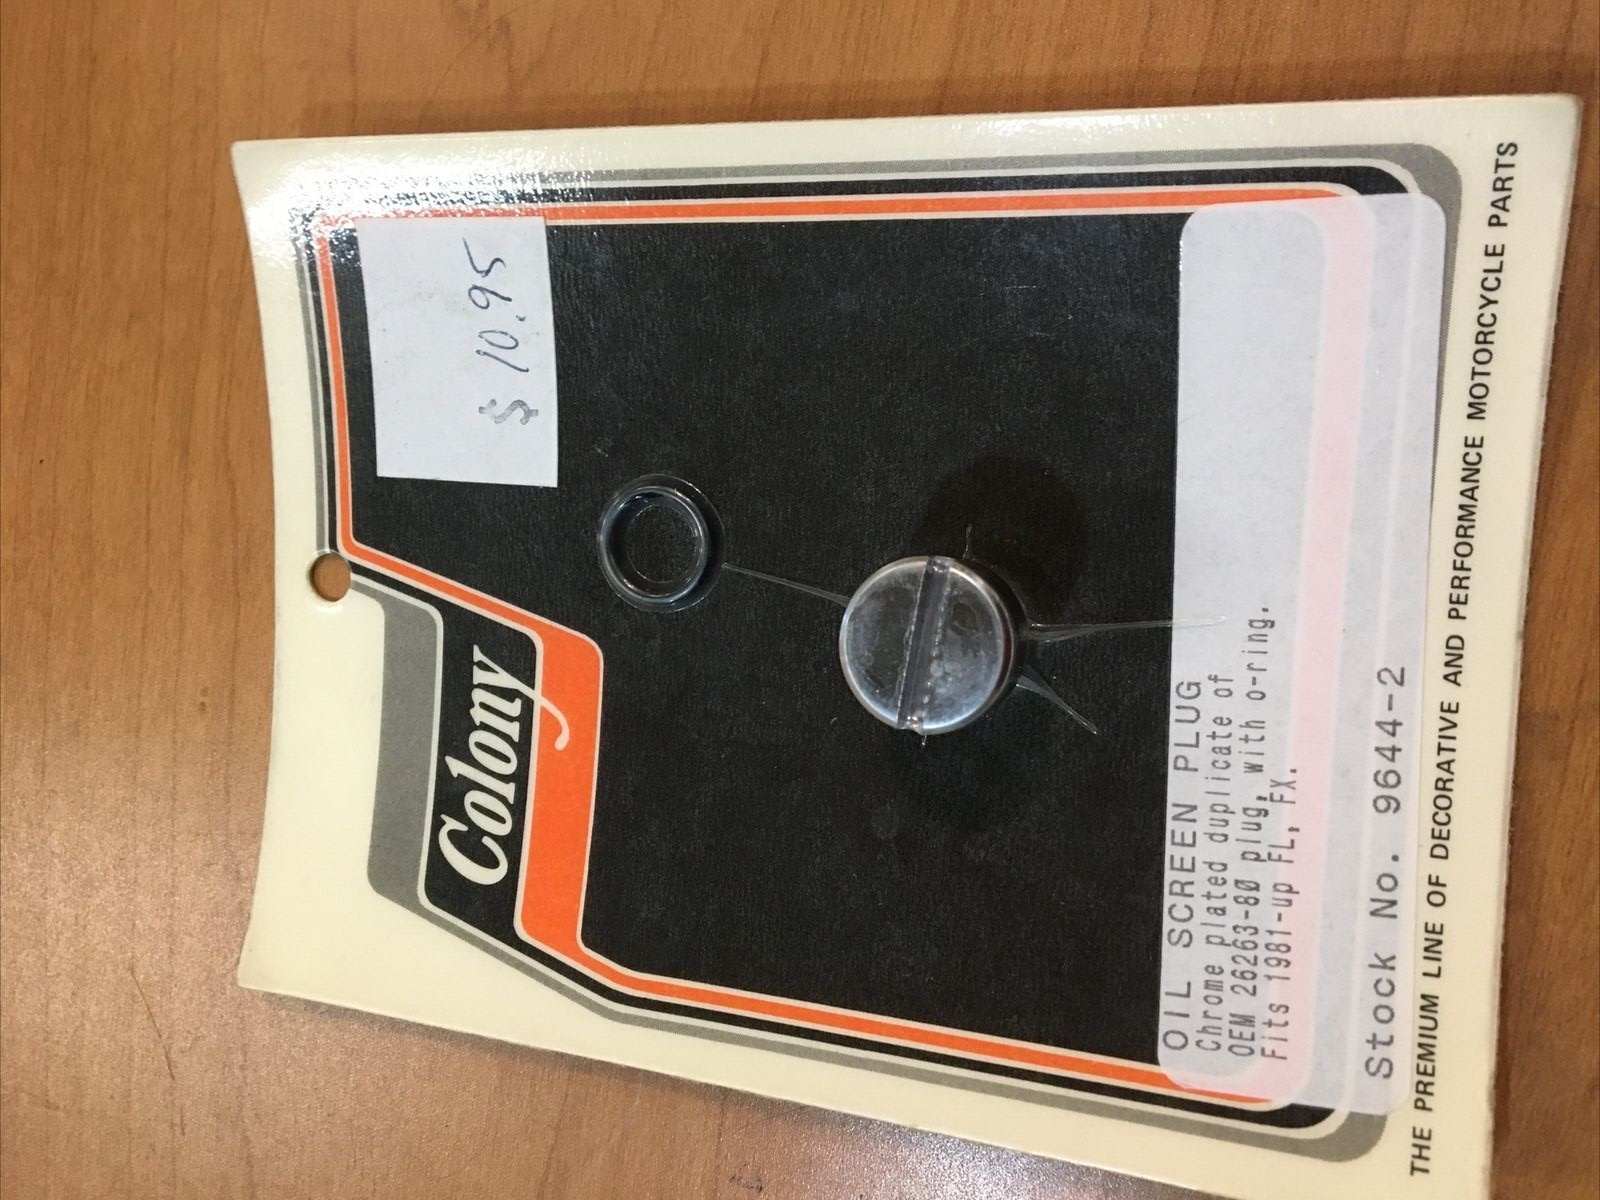 $ 10.95
Colony
OIL SCREEN PLUG
Chrome plated duplicate of
OEM 26263-80 plug, with o-ring.
Fits 1981-up FL, FX.
Stock No. 9644-2
THE PREMIUM LINE OF DECORATIVE AND PERFORMANCE MOTORCYCLE PARTS